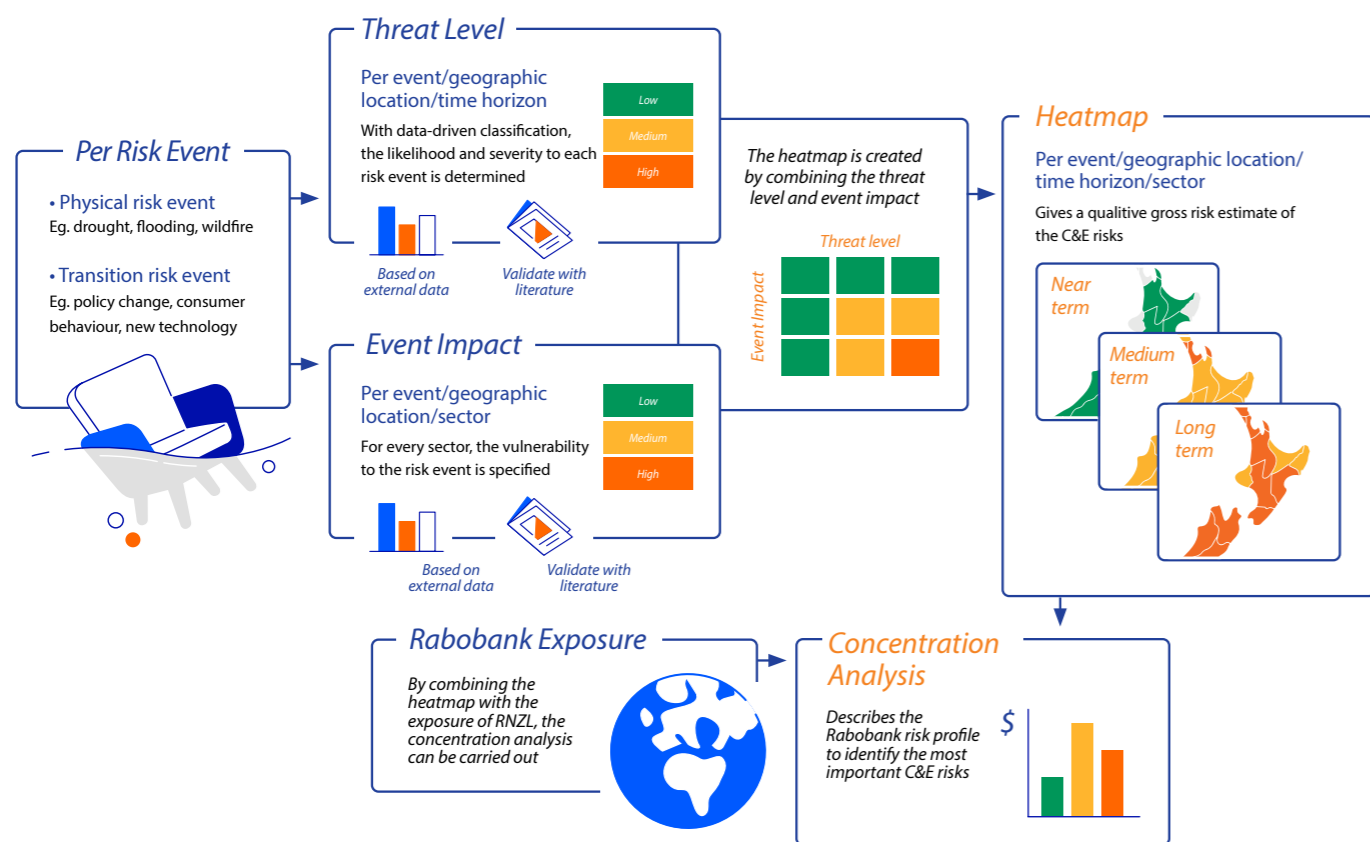 Per Risk Event
• Physical risk event
Eg. drought, flooding, wildfire
• Transition risk event
Eg. policy change, consumer
behaviour, new technology
Threat Level
Per event/geographic
location/time horizon
With data-driven classification,
the likelihood and severity to each
risk event is determined
Low
Medium
High
Based on
external data
Validate with
literature
Event Impact
Per event/geographic
location/sector
For every sector, the vulnerability
to the risk event is specified
Low
Medium
High
Based on
external data
Validate with
literature
The heatmap is created
by combining the threat
level and event impact
Threat level
Event Impact
Heatmap
Per event/geographic location/
time horizon/sector
Gives a qualitive gross risk estimate of
the C&E risks
Near
term
Medium
term
Long
term
Rabobank Exposure
By combining the
heatmap with the
exposure of RNZL, the
concentration analysis
can be carried out
Concentration
Analysis
Describes the
Rabobank risk profile
to identify the most
important C&E risks
$